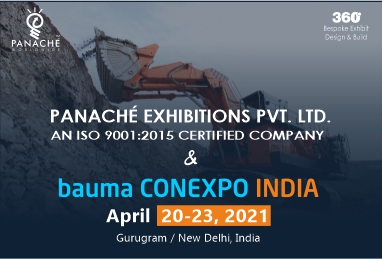 PANACHÉ
WORLDWIDE
360°
Bespoke Exhibit
Design & Build
PANACHÉ EXHIBITIONS PVT. LTD.
AN ISO 9001:2015 CERTIFIED COMPANY
&
bauma CONEXPO INDIA
April 20-23, 2021
Gurugram / New Delhi, India